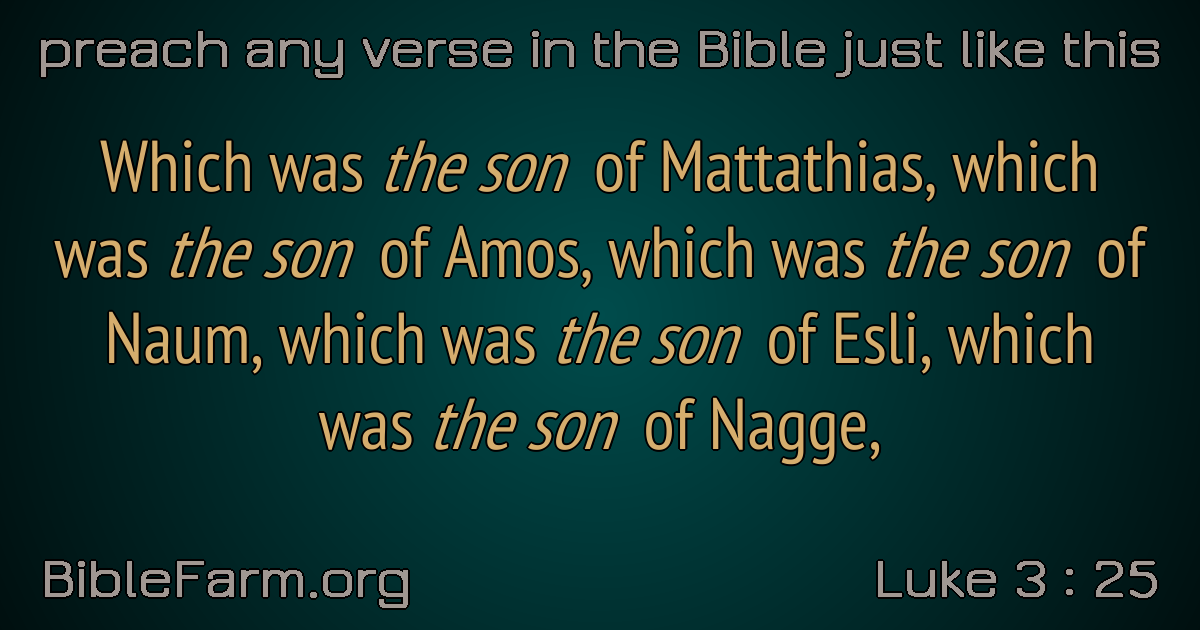 preach any verse in the Bible just like this
Which was the son of Mattathias, which
was the son of Amos, which was the son of
Naum, which was the son of Esli, which
was the son of Nagge,
BibleFarm.org
Luke 3 : 25